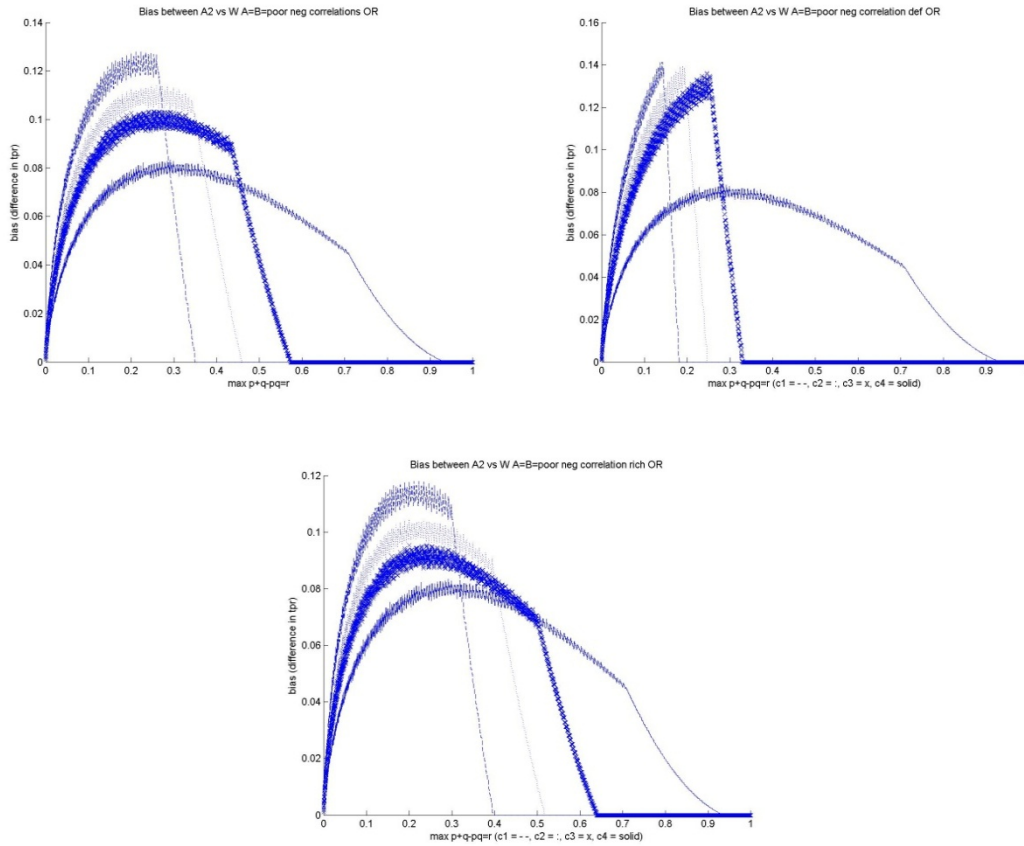 Bias between A2 vs W A=B=poor neg correlations OR
0.14
0.12
0.1
0.08
0.06
0.04
0.02
0
bias (difference in tpr)
0 0.1 0.2 0.3 0.4 0.5 0.6 0.7 0.8 0.9 1
max p+q-pq=r
Bias between A2 vs W A=B=poor neg correlation def OR
0.16
0.14
0.12
0.1
0.08
0.06
0.04
0.02
0
bias (difference in tpr)
0 0.1 0.2 0.3 0.4 0.5 0.6 0.7 0.8 0.9
max p+q-pq=r (c1 = - -, c2 = :, c3 = x, c4 = solid)
Bias between A2 vs W A=B=poor neg correlation rich OR
0.12
0.1
0.08
0.06
0.04
0.02
0
bias (difference in tpr)
0 0.1 0.2 0.3 0.4 0.5 0.6 0.7 0.8 0.9 1
max p+q-pq=r (c1 = - -, c2 = :, c3 = x, c4 = solid)